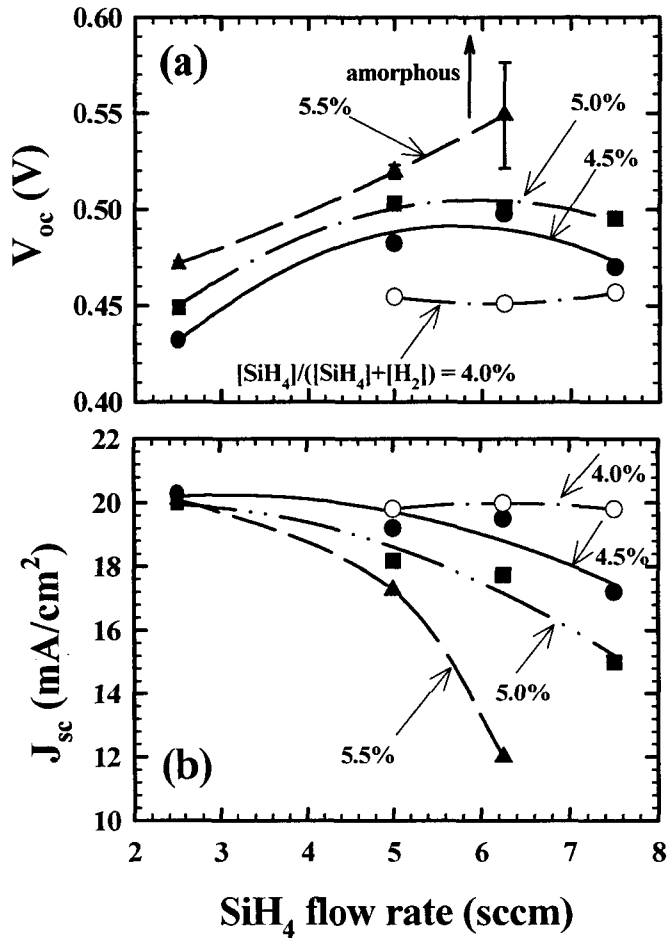 0.60
(a)
amorphous
5.5%
5.0%
4.5%
0.55
0.50
0.45
0.40
V_oc (V)
[SiH₄]/([SiH₄]+[H₂]) = 4.0%
22
20
18
16
14
12
10
J_sc (mA/cm²)
4.0%
4.5%
5.0%
5.5%
(b)
2 3 4 5 6 7 8
SiH₄ flow rate (sccm)